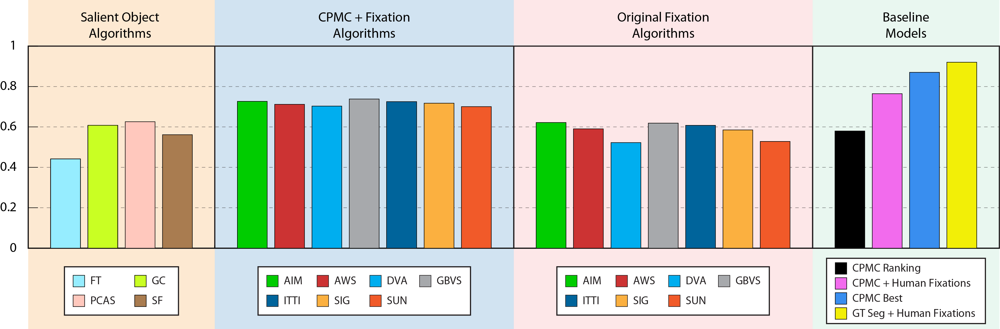 Salient Object
Algorithms
CPMC + Fixation
Algorithms
Original Fixation
Algorithms
Baseline
Models
1
0.8
0.6
0.4
0.2
0
FT GC
PCAS SF
AIM AWS DVA GBVS
ITTI SIG SUN
AIM AWS DVA GBVS
ITTI SIG SUN
CPMC Ranking
CPMC + Human Fixations
CPMC Best
GT Seg + Human Fixations